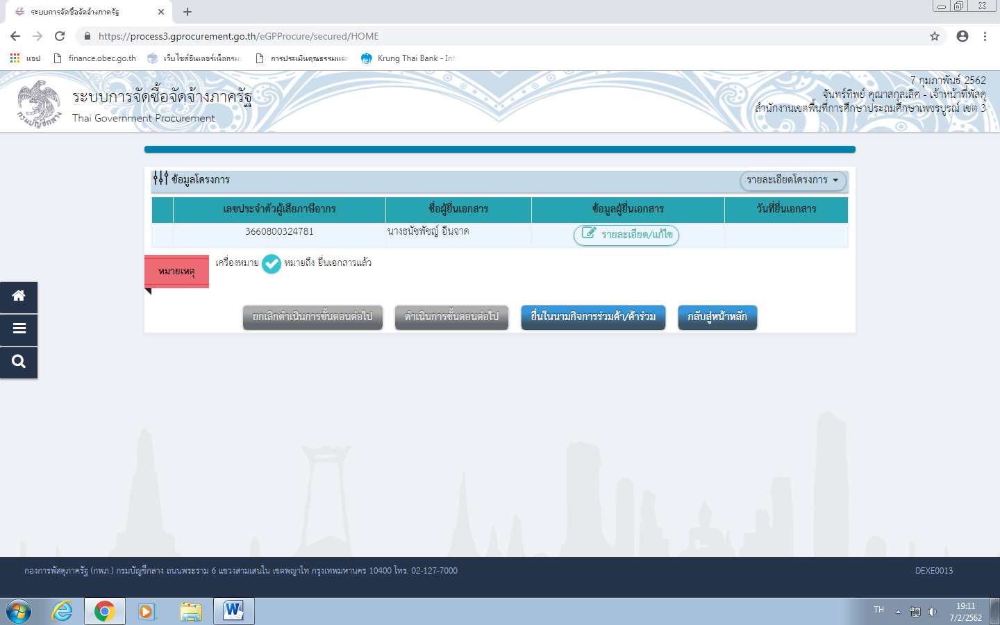 ระบบการจัดซื้อจัดจ้างภาครัฐ
https://process3.gprocurement.go.th/eGPProcure/secured/HOME
แอป
finance.obec.go.th
เว็บไซต์อินเตอร์เน็ตกรมเ
การประเมินคุณธรรมและ
Krung Thai Bank - Int
ระบบการจัดซื้อจัดจ้างภาครัฐ
Thai Government Procurement
7 กุมภาพันธ์ 2562
จันทร์ทิพย์ คุณาสกุลเลิศ - เจ้าหน้าที่พัสดุ
สำนักงานเขตพื้นที่การศึกษาประถมศึกษาเพชรบูรณ์ เขต 3
ข้อมูลโครงการ
รายละเอียดโครงการ
เลขประจำตัวผู้เสียภาษีอากร ชื่อผู้ยื่นเอกสาร ข้อมูลผู้ยื่นเอกสาร วันที่ยื่นเอกสาร
3660800324781 นางธนัชพัชญ์ อินจาด รายละเอียด/แก้ไข
หมายเหตุ
เครื่องหมาย หมายถึง ยื่นเอกสารแล้ว
ยกเลิกดำเนินการขั้นตอนต่อไป ดำเนินการขั้นตอนต่อไป ยื่นในนามกิจการร่วมค้า/ค้าร่วม กลับสู่หน้าหลัก
กองการพัสดุภาครัฐ (กพภ.) กรมบัญชีกลาง ถนนพระราม 6 แขวงสามเสนใน เขตพญาไท กรุงเทพมหานคร 10400 โทร. 02-127-7000
DEXE0013
TH
19:11
7/2/2562